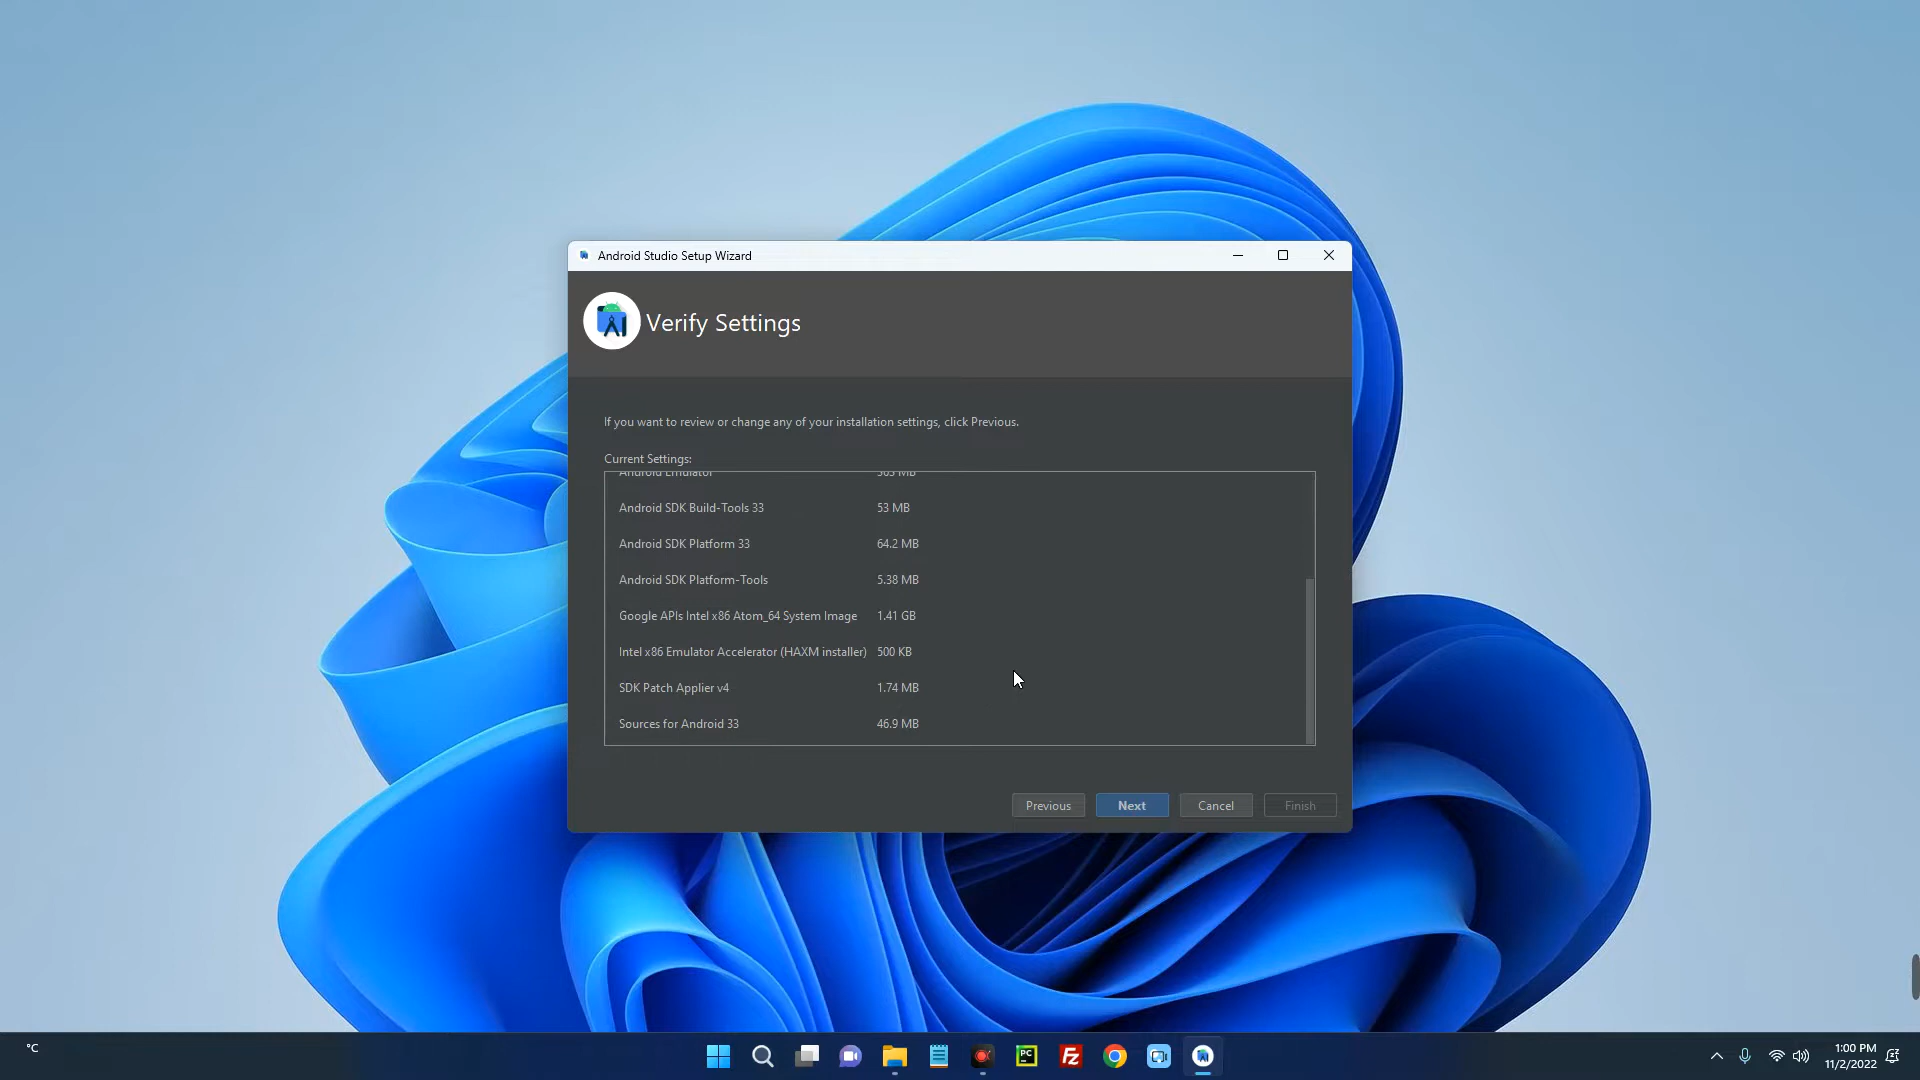 Android Studio Setup Wizard
Verify Settings
If you want to review or change any of your installation settings, click Previous.
Current Settings:
Android Emulator
Android SDK Build-Tools 33 53 MB
Android SDK Platform 33 64.2 MB
Android SDK Platform-Tools 5.38 MB
Google APIs Intel x86 Atom_64 System Image 1.41 GB
Intel x86 Emulator Accelerator (HAXM installer) 500 KB
SDK Patch Applier v4 1.74 MB
Sources for Android 33 46.9 MB
Previous Next Cancel Finish
°C
PC
FZ
1:00 PM
11/2/2022